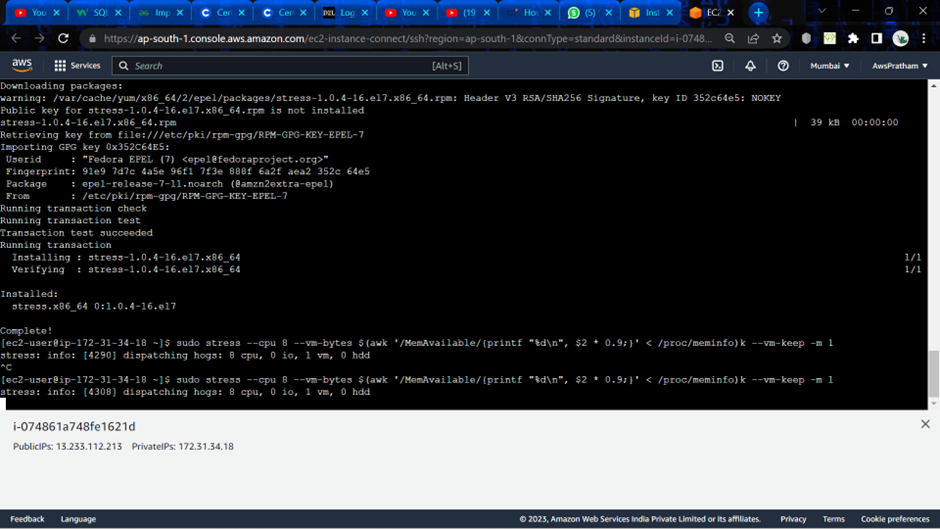 You
SQL
Imp
Cer
Cer
Log
You
(19
Hou
(5)
Inst
EC2
https://ap-south-1.console.aws.amazon.com/ec2-instance-connect/ssh?region=ap-south-1&connType=standard&instanceId=i-0748...
aws Services Search [Alt+S] Mumbai AwsPratham
Downloading packages:
warning: /var/cache/yum/x86_64/2/epel/packages/stress-1.0.4-16.el7.x86_64.rpm: Header V3 RSA/SHA256 Signature, key ID 352c64e5: NOKEY
Public key for stress-1.0.4-16.el7.x86_64.rpm is not installed
stress-1.0.4-16.el7.x86_64.rpm | 39 kB 00:00:00
Retrieving key from file:///etc/pki/rpm-gpg/RPM-GPG-KEY-EPEL-7
Importing GPG key 0x352C64E5:
Userid : "Fedora EPEL (7) <epel@fedoraproject.org>"
Fingerprint: 91e9 7d7c 4a5e 96f1 7f3e 888f 6a2f aea2 352c 64e5
Package : epel-release-7-11.noarch (@amzn2extra-epel)
From : /etc/pki/rpm-gpg/RPM-GPG-KEY-EPEL-7
Running transaction check
Running transaction test
Transaction test succeeded
Running transaction
Installing : stress-1.0.4-16.el7.x86_64 1/1
Verifying : stress-1.0.4-16.el7.x86_64 1/1
Installed:
stress.x86_64 0:1.0.4-16.el7
Complete!
[ec2-user@ip-172-31-34-18 ~]$ sudo stress --cpu 8 --vm-bytes $(awk '/MemAvailable/{printf "%d\n", $2 * 0.9;}' < /proc/meminfo)k --vm-keep -m 1
stress: info: [4290] dispatching hogs: 8 cpu, 0 io, 1 vm, 0 hdd
^C
[ec2-user@ip-172-31-34-18 ~]$ sudo stress --cpu 8 --vm-bytes $(awk '/MemAvailable/{printf "%d\n", $2 * 0.9;}' < /proc/meminfo)k --vm-keep -m 1
stress: info: [4308] dispatching hogs: 8 cpu, 0 io, 1 vm, 0 hdd
i-074861a748fe1621d
PublicIPs: 13.233.112.213 PrivateIPs: 172.31.34.18
Feedback Language © 2023, Amazon Web Services India Private Limited or its affiliates. Privacy Terms Cookie preferences